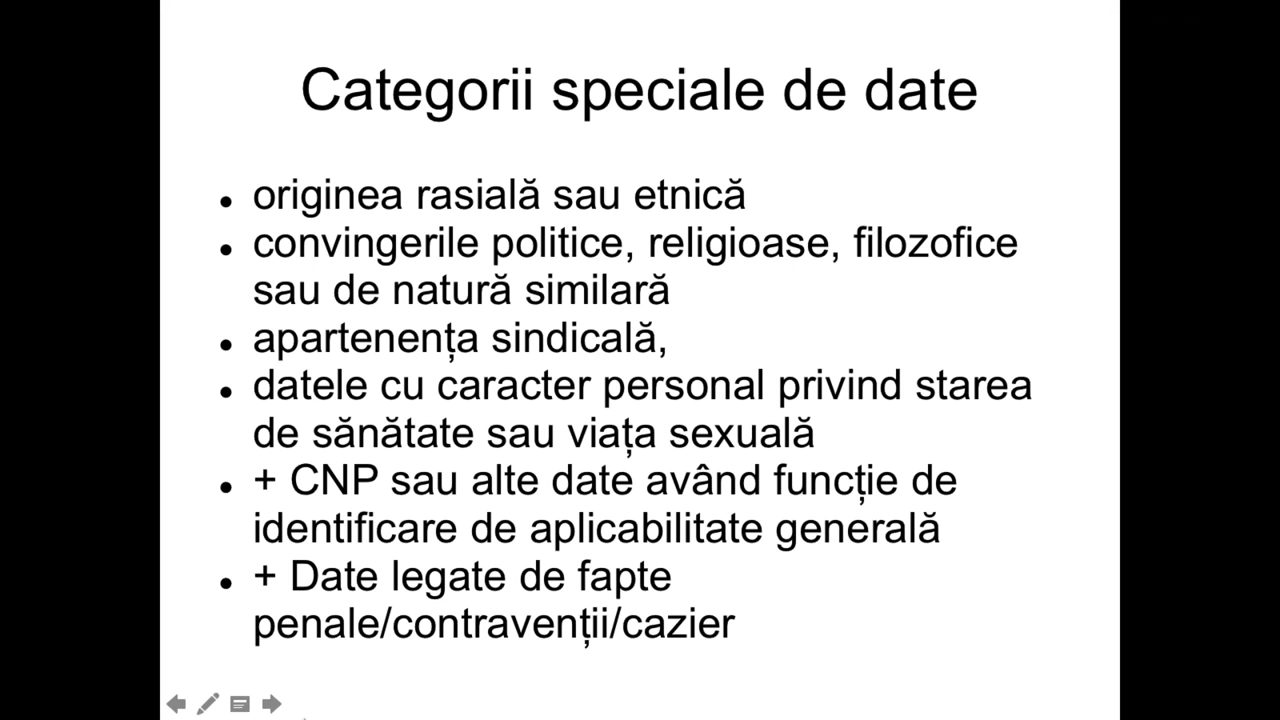 Categorii speciale de date
● originea rasială sau etnică
● convingerile politice, religioase, filozofice
sau de natură similară
● apartenența sindicală,
● datele cu caracter personal privind starea
de sănătate sau viața sexuală
● + CNP sau alte date având funcție de
identificare de aplicabilitate generală
● + Date legate de fapte
penale/contravenții/cazier